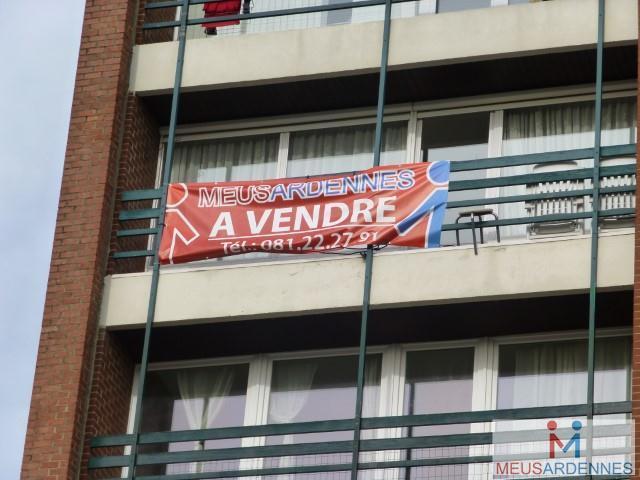 MEUSARDENNES
A VENDRE
Tél.: 081.22.27.91
MEUSARDENNES